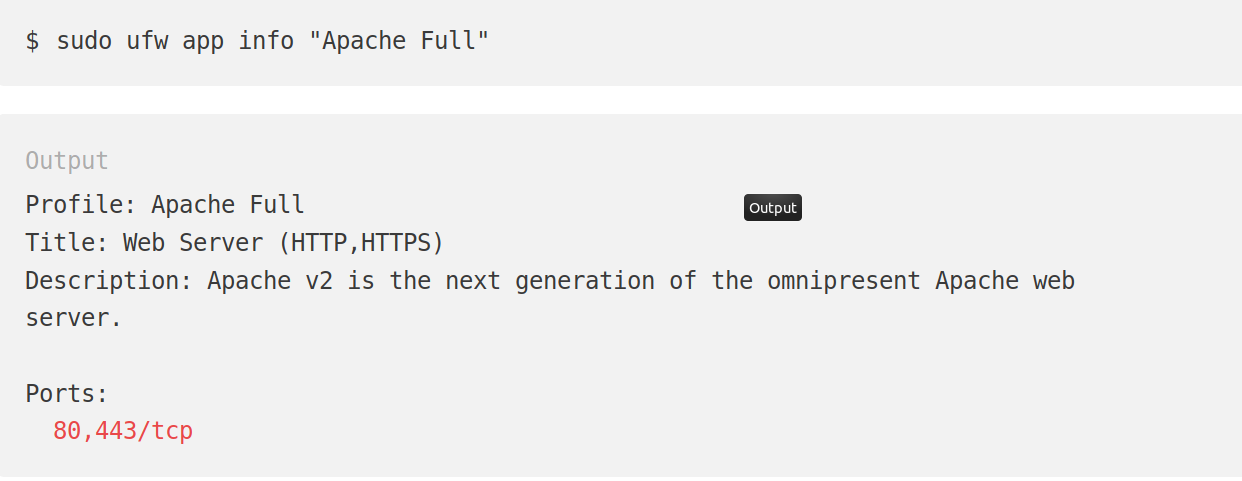 $ sudo ufw app info "Apache Full"
Output
Profile: Apache Full
Output
Title: Web Server (HTTP,HTTPS)
Description: Apache v2 is the next generation of the omnipresent Apache web
server.
Ports:
80,443/tcp